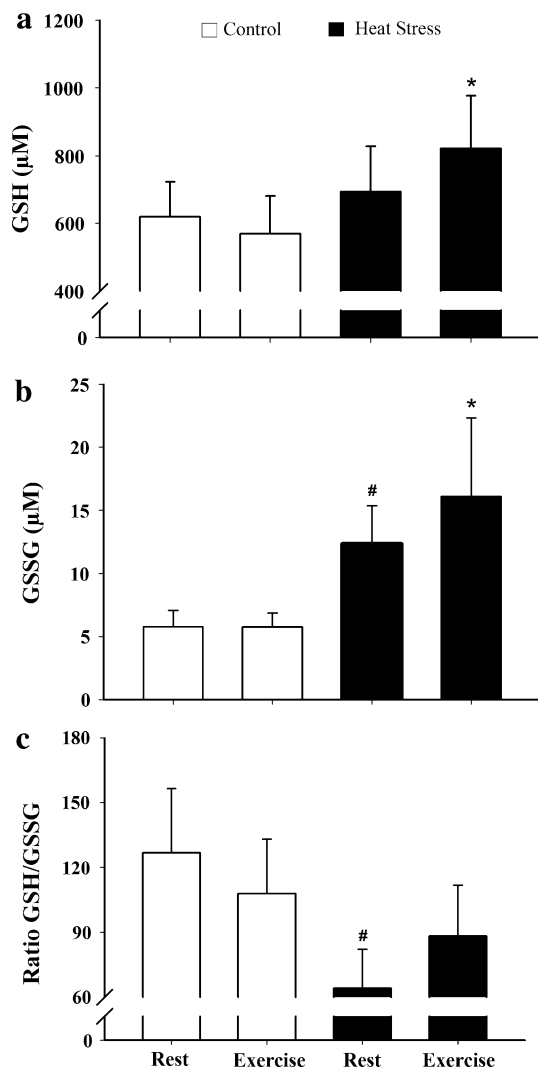 a
Control Heat Stress
GSH (µM)
1200
1000
800
600
400
0
*
b
GSSG (µM)
25
20
15
10
5
0
#
*
c
Ratio GSH/GSSG
180
150
120
90
60
0
#
Rest Exercise Rest Exercise